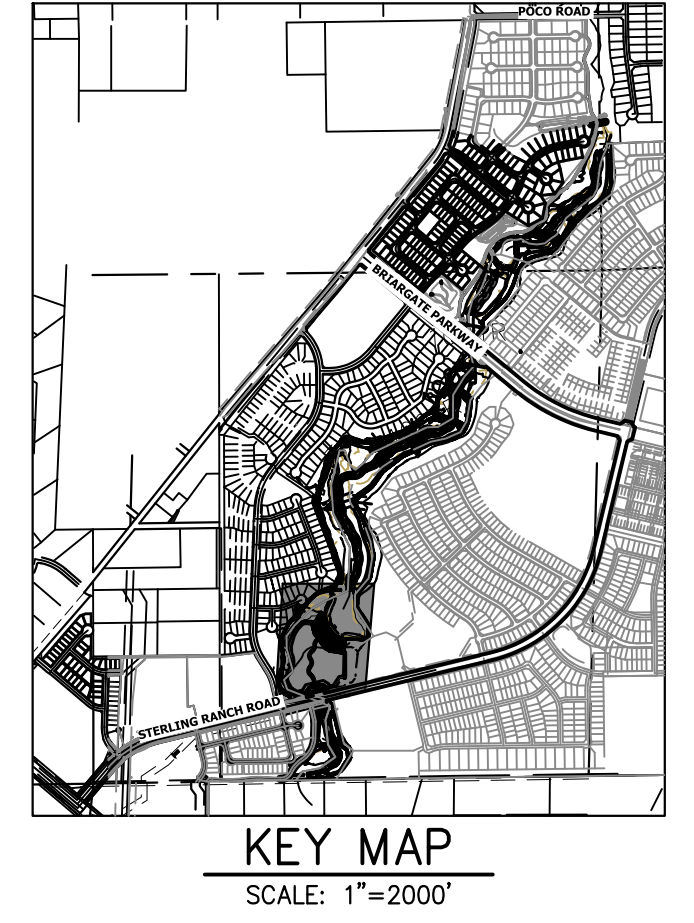 POCO ROAD
BRIARGATE PARKWAY
STERLING RANCH ROAD
KEY MAP
SCALE: 1"=2000'